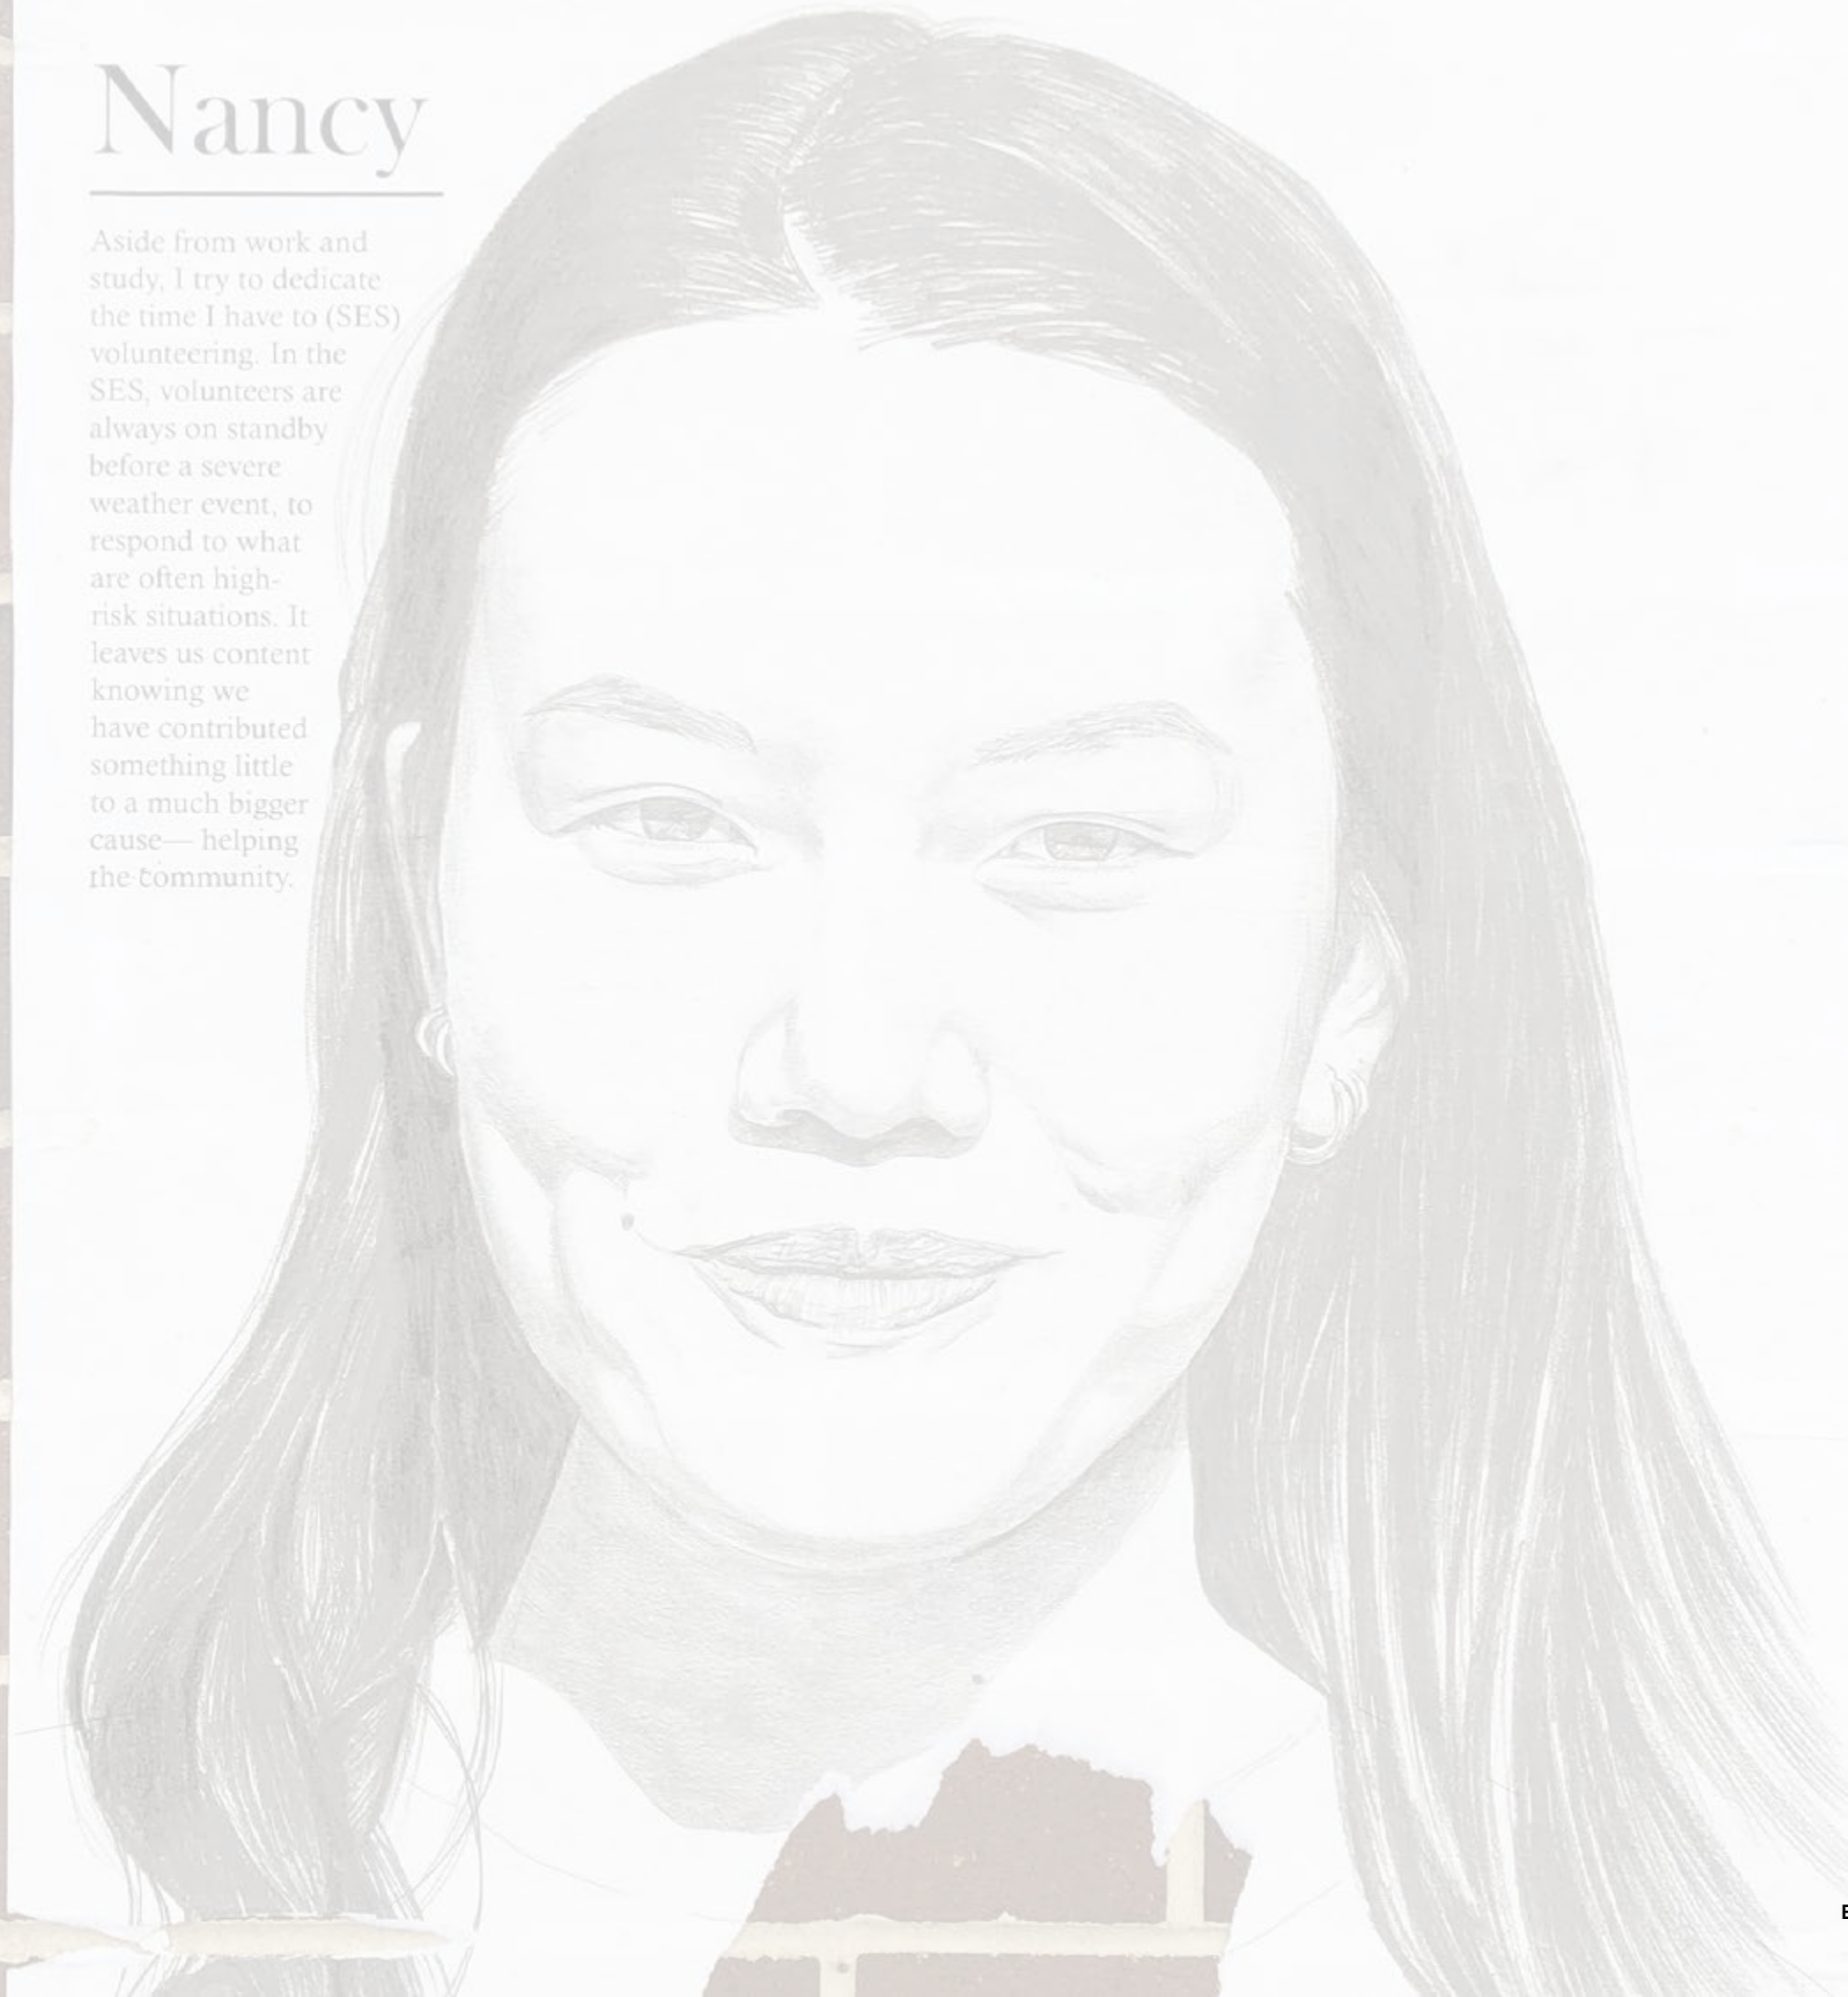 Nancy
Aside from work and
study, I try to dedicate
the time I have to (SES)
volunteering. In the
SES, volunteers are
always on standby
before a severe
weather event, to
respond to what
are often high-
risk situations. It
leaves us content
knowing we
have contributed
something little
to a much bigger
cause— helping
the community.